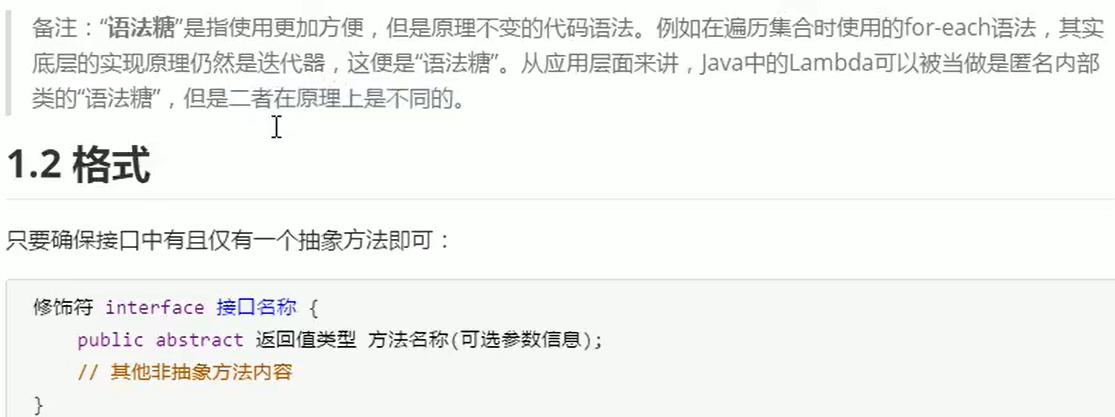 备注：“语法糖”是指使用更加方便，但是原理不变的代码语法。例如在遍历集合时使用的for-each语法，其实
底层的实现原理仍然是迭代器，这便是“语法糖”。从应用层面来讲，Java中的Lambda可以被当做是匿名内部
类的“语法糖”，但是二者在原理上是不同的。
1.2 格式
只要确保接口中有且仅有一个抽象方法即可：
修饰符 interface 接口名称 {
    public abstract 返回值类型 方法名称(可选参数信息);
    // 其他非抽象方法内容
}